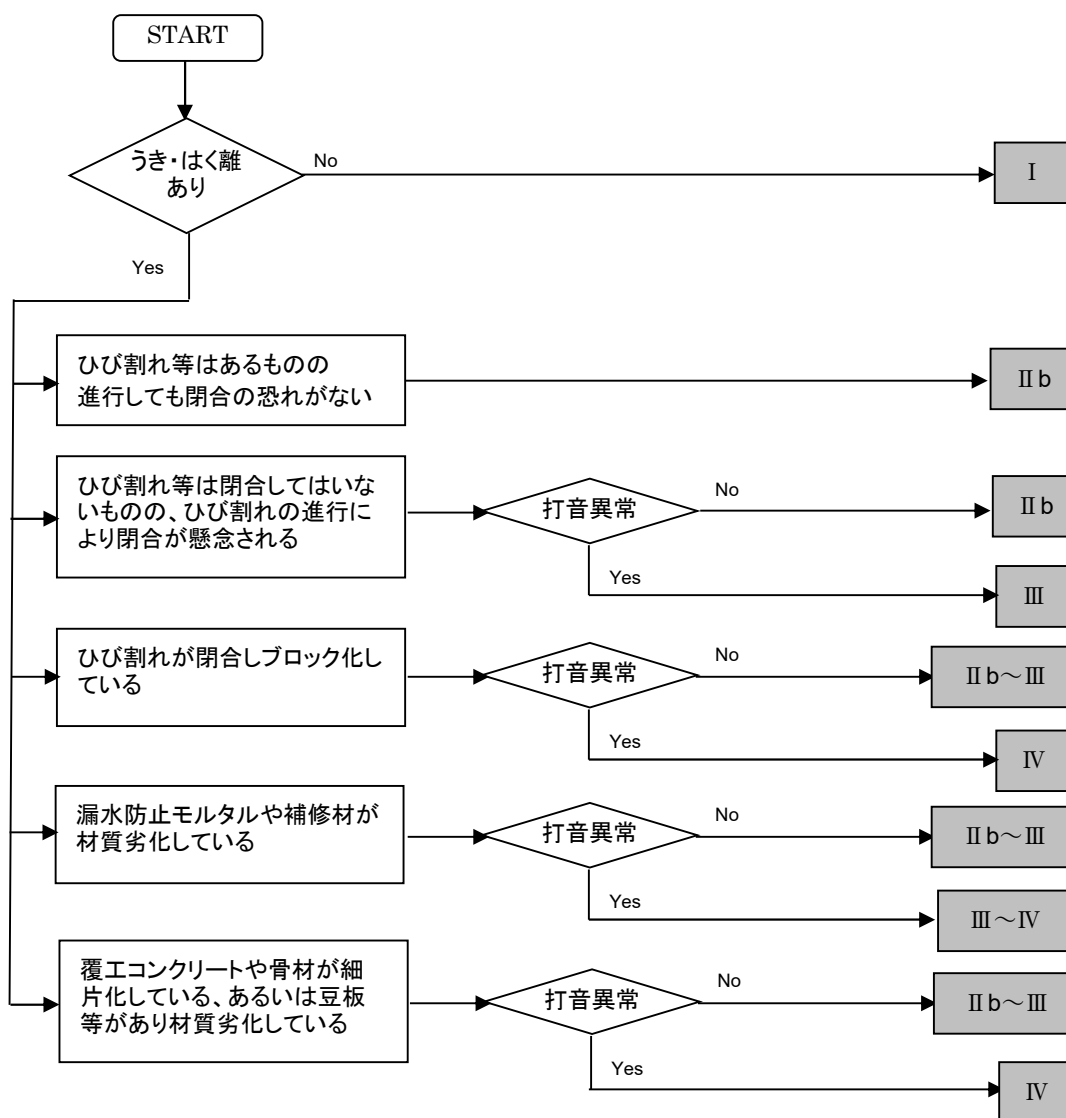 START
うき・はく離
あり
No
Ⅰ
Yes
ひび割れ等はあるものの
進行しても閉合の恐れがない
Ⅱb
ひび割れ等は閉合してはいな
いものの、ひび割れの進行に
より閉合が懸念される
打音異常
No
Ⅱb
Yes
Ⅲ
ひび割れが閉合しブロック化し
ている
打音異常
No
Ⅱb～Ⅲ
Yes
Ⅳ
漏水防止モルタルや補修材が
材質劣化している
打音異常
No
Ⅱb～Ⅲ
Yes
Ⅲ～Ⅳ
覆工コンクリートや骨材が細
片化している、あるいは豆板
等があり材質劣化している
打音異常
No
Ⅱb～Ⅲ
Yes
Ⅳ